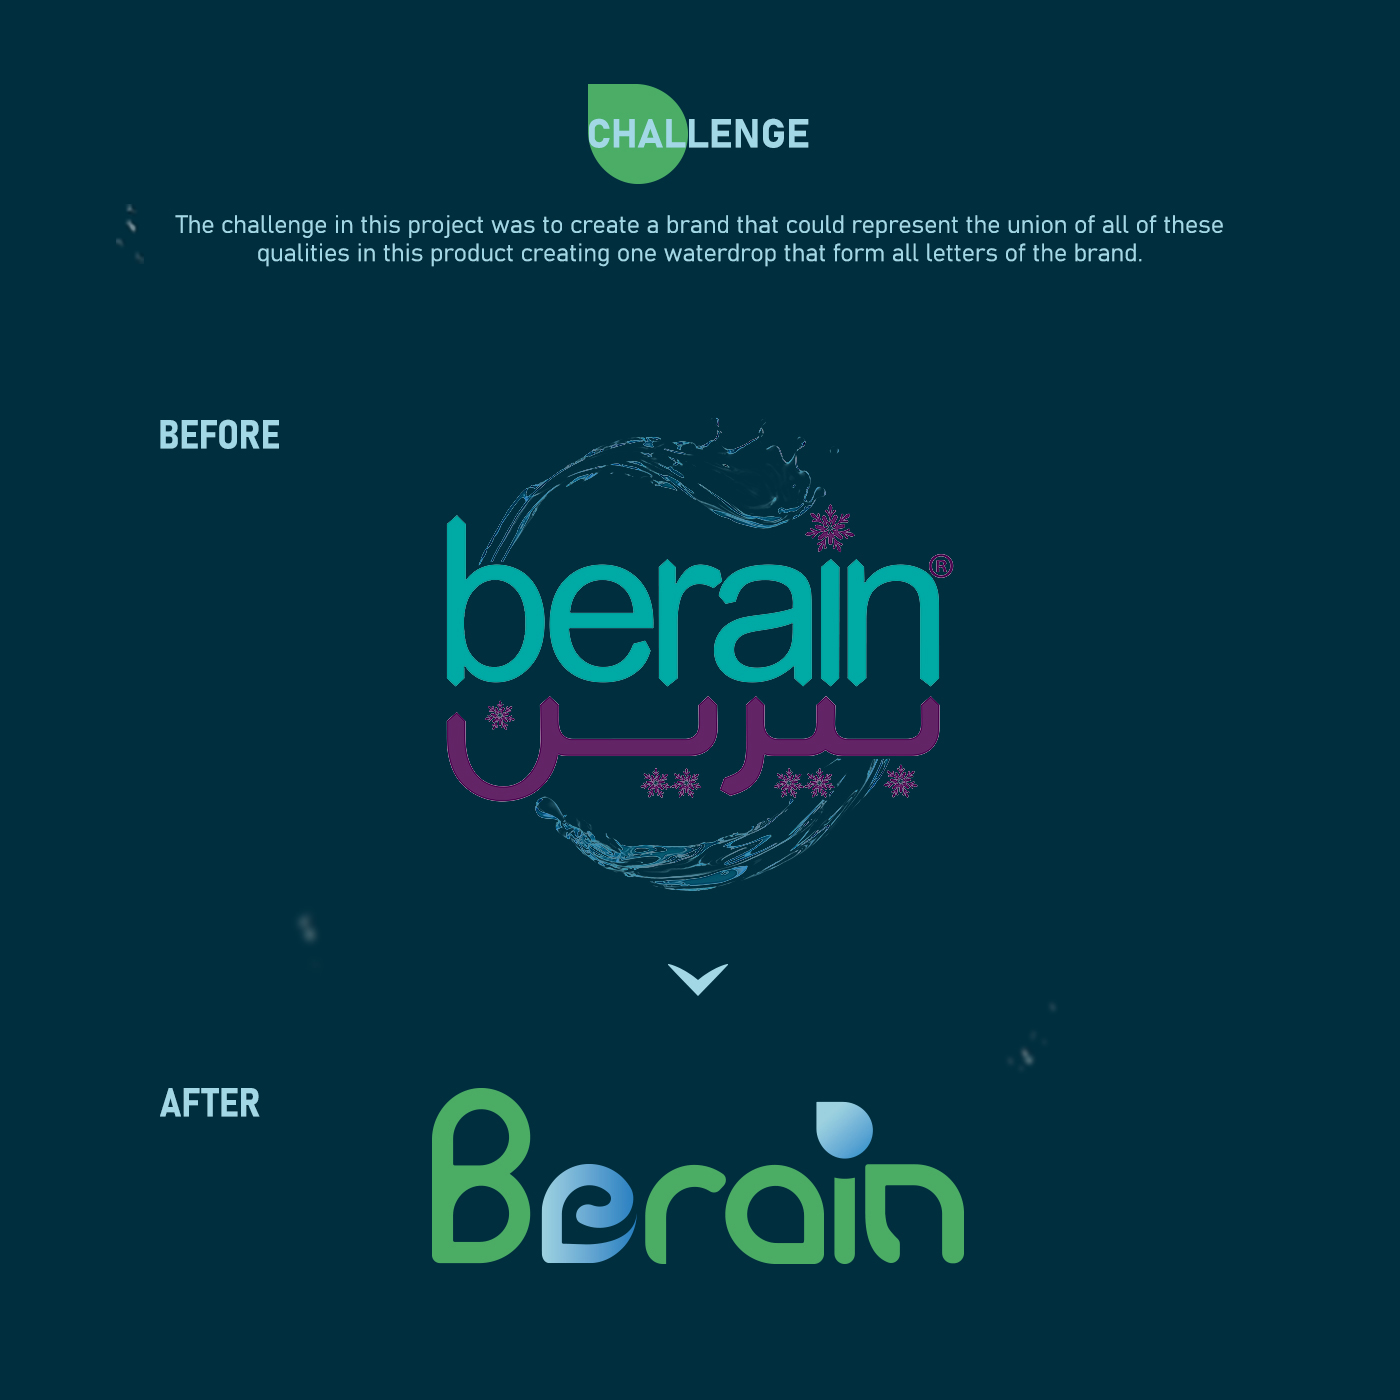 CHALLENGE
The challenge in this project was to create a brand that could represent the union of all of these
qualities in this product creating one waterdrop that form all letters of the brand.
BEFORE
berain®
بيرين
AFTER
Berain